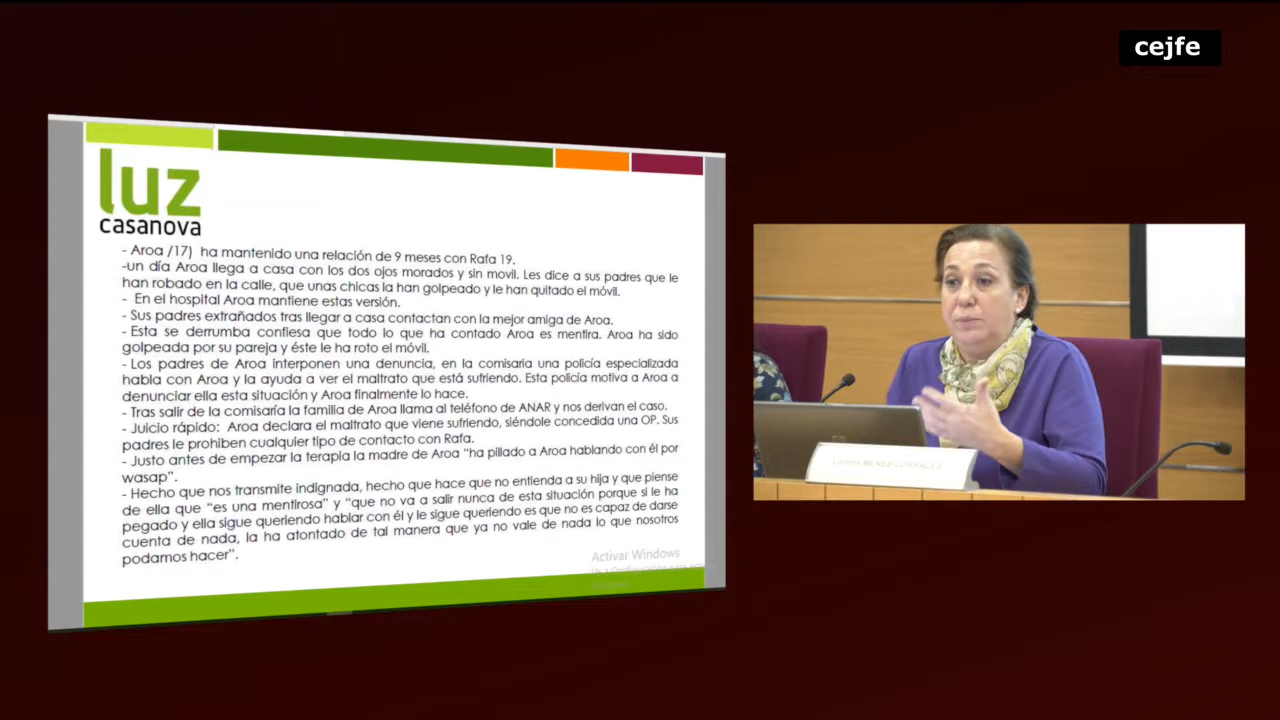 cejfe
luz
casanova
- Aroa /17) ha mantenido una relación de 9 meses con Rafa 19.
-un día Aroa llega a casa con los dos ojos morados y sin movil. Les dice a sus padres que le
han robado en la calle, que unas chicas la han golpeado y le han quitado el móvil.
- En el hospital Aroa mantiene estas versión.
- Sus padres extrañados tras llegar a casa contactan con la mejor amiga de Aroa.
- Esta se derrumba confiesa que todo lo que ha contado Aroa es mentira. Aroa ha sido
golpeada por su pareja y éste le ha roto el móvil.
- Los padres de Aroa interponen una denuncia, en la comisaria una policía especializada
habla con Aroa y la ayuda a ver el maltrato que está sufriendo. Esta policía motiva a Aroa a
denunciar ella esta situación y Aroa finalmente lo hace.
- Tras salir de la comisaría la familia de Aroa llama al teléfono de ANAR y nos derivan el caso.
- Juicio rápido: Aroa declara el maltrato que viene sufriendo, siéndole concedida una OP. Sus
padres le prohiben cualquier tipo de contacto con Rafa.
- Justo antes de empezar la terapia la madre de Aroa "ha pillado a Aroa hablando con él por
wasap".
- Hecho que nos transmite indignada, hecho que hace que no entienda a su hija y que piense
de ella que "es una mentirosa" y "que no va a salir nunca de esta situación porque si le ha
pegado y ella sigue queriendo hablar con él y le sigue queriendo es que no es capaz de darse
cuenta de nada, la ha atontado de tal manera que ya no vale de nada lo que nosotros
podamos hacer".
Activar Windows